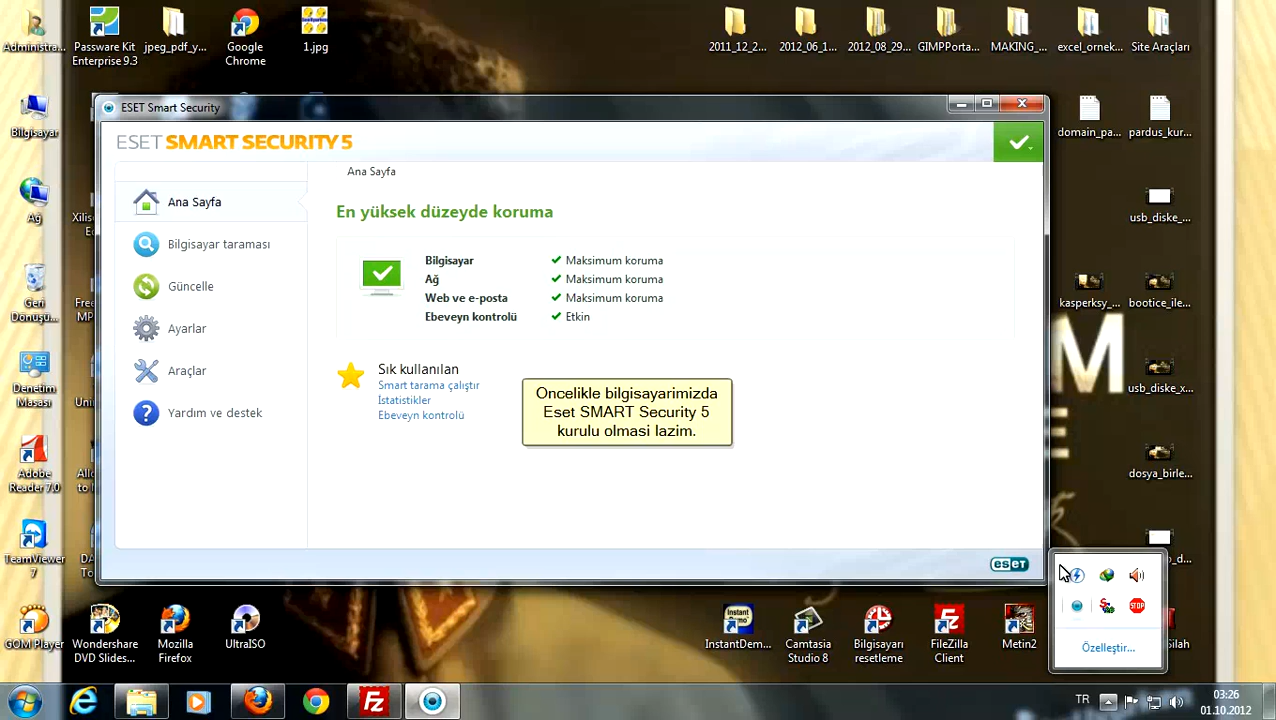 Administra...
Passware Kit
Enterprise 9.3
jpeg_pdf_y...
Google
Chrome
1.jpg
2011_12_2...
2012_06_1...
2012_08_29...
GIMPPorta...
MAKING_...
excel_ornek...
Site Araçları
Bilgisayar
domain_pa...
pardus_kur...
ESET Smart Security
ESET SMART SECURITY 5
Ana Sayfa
Ana Sayfa
Bilgisayar taraması
Güncelle
Ayarlar
Araçlar
Yardım ve destek
En yüksek düzeyde koruma
Bilgisayar Maksimum koruma
Ağ Maksimum koruma
Web ve e-posta Maksimum koruma
Ebeveyn kontrolü Etkin
Sık kullanılan
Smart tarama çalıştır
İstatistikler
Ebeveyn kontrolü
Oncelikle bilgisayarimizda
Eset SMART Security 5
kurulu olmasi lazim.
eseT
Ağ
usb_diske_...
Geri
Dönüşü...
kasperksy_...
bootice_ile...
Denetim
Masası
usb_diske_x...
Adobe
Reader 7.0
dosya_birle...
TeamViewer
7
GOM Player
Wondershare
DVD Slides...
Mozilla
Firefox
UltraISO
Instant
Demo
InstantDem...
Camtasia
Studio 8
Bilgisayarı
resetleme
FileZilla
Client
Metin2
STOP
Özelleştir...
TR
03:26
01.10.2012